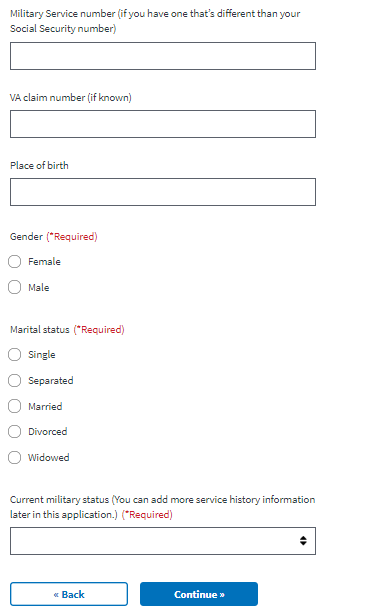 Military Service number (if you have one that's different than your
Social Security number)
VA claim number (if known)
Place of birth
Gender (*Required)
Female
Male
Marital status (*Required)
Single
Separated
Married
Divorced
Widowed
Current military status (You can add more service history information
later in this application.) (*Required)
« Back
Continue »